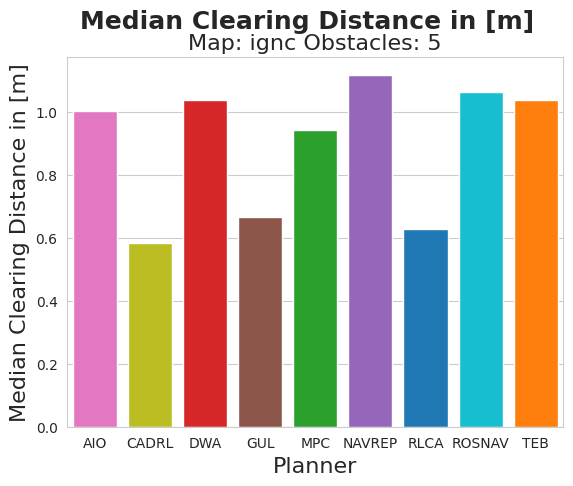 Median Clearing Distance in [m]
Map: ignc Obstacles: 5
Median Clearing Distance in [m]
1.0
0.8
0.6
0.4
0.2
0.0
AIO CADRL DWA GUL MPC NAVREP RLCA ROSNAV TEB
Planner